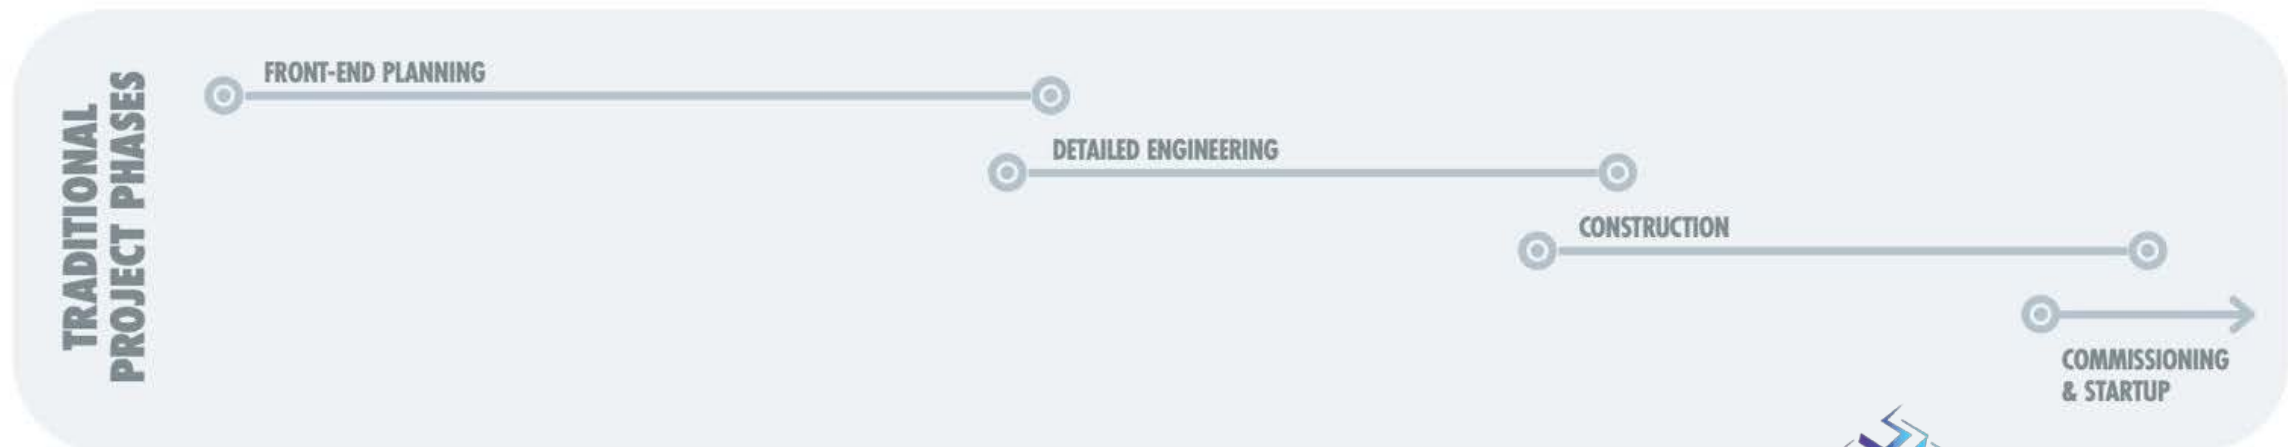 TRADITIONAL
PROJECT PHASES
FRONT-END PLANNING
DETAILED ENGINEERING
CONSTRUCTION
COMMISSIONING
& STARTUP